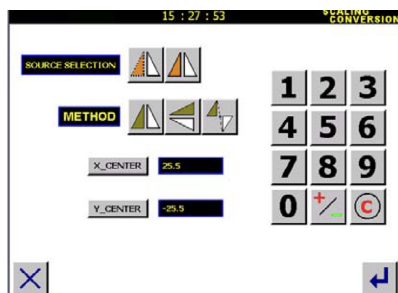 15 : 27 : 53
SCALING
CONVERSION
SOURCE SELECTION
METHOD
1 2 3
4 5 6
X_CENTER 25.5
7 8 9
Y_CENTER -25.5
0 +/- C